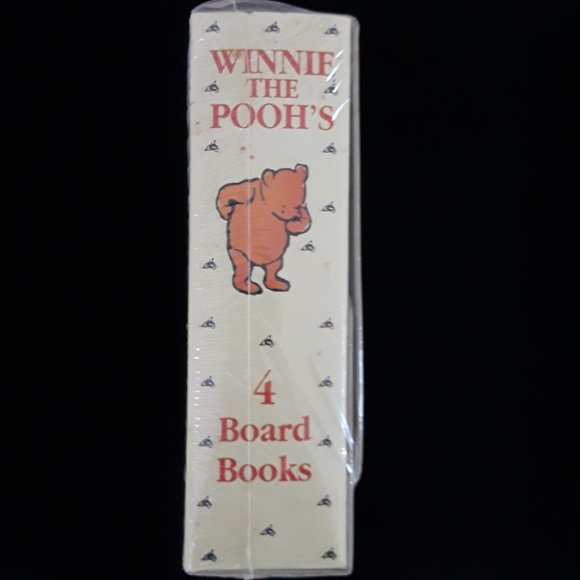 WINNIE
THE
POOH'S
4
Board
Books